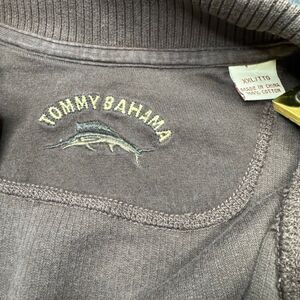 TOMMY BAHAMA
XXL/TTG
MADE IN CHINA
100% COTTON